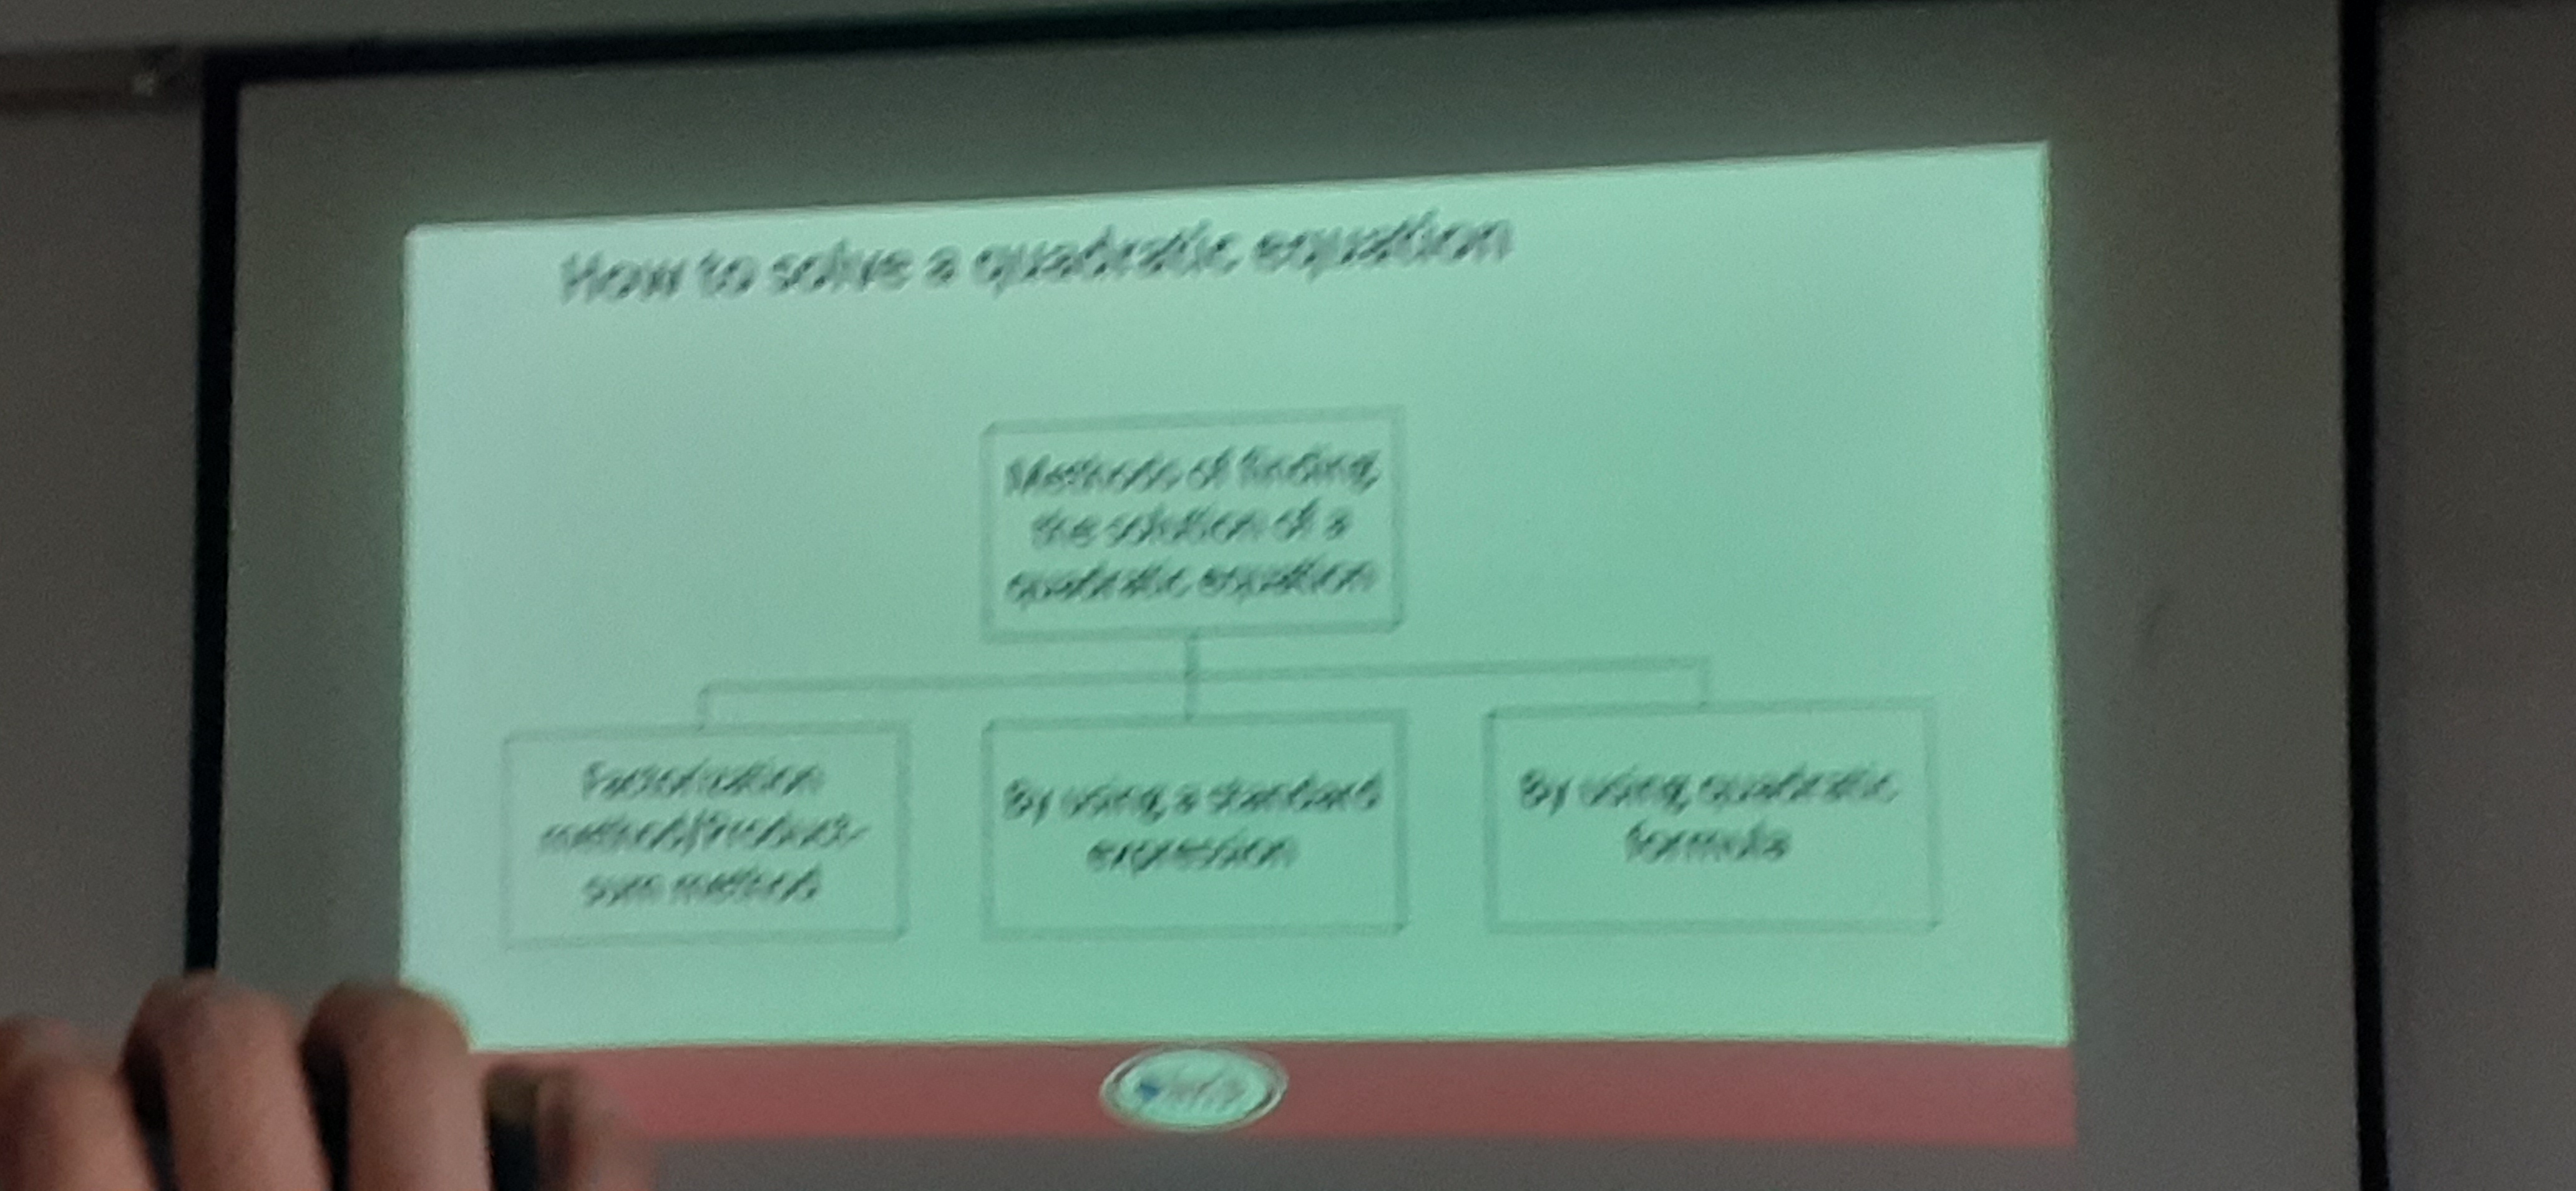 How to solve a quadratic equation
Methods of finding
the solution of a
quadratic equation
Factorization
method/Product-
sum method
By using a standard
expression
By using quadratic
formula